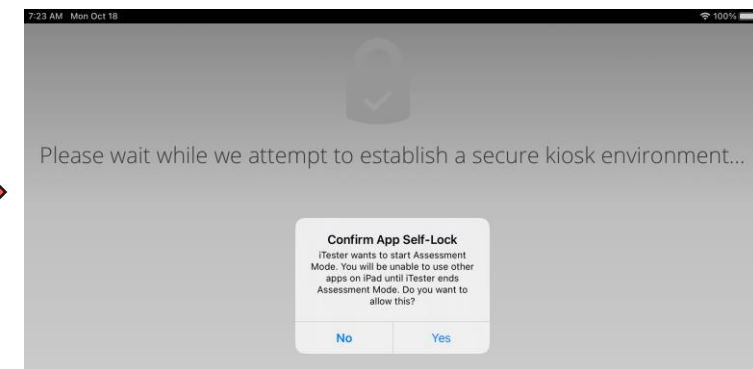 7:23 AM Mon Oct 18
100%
Please wait while we attempt to establish a secure kiosk environment...
Confirm App Self-Lock
iTester wants to start Assessment
Mode. You will be unable to use other
apps on iPad until iTester ends
Assessment Mode. Do you want to
allow this?
No Yes